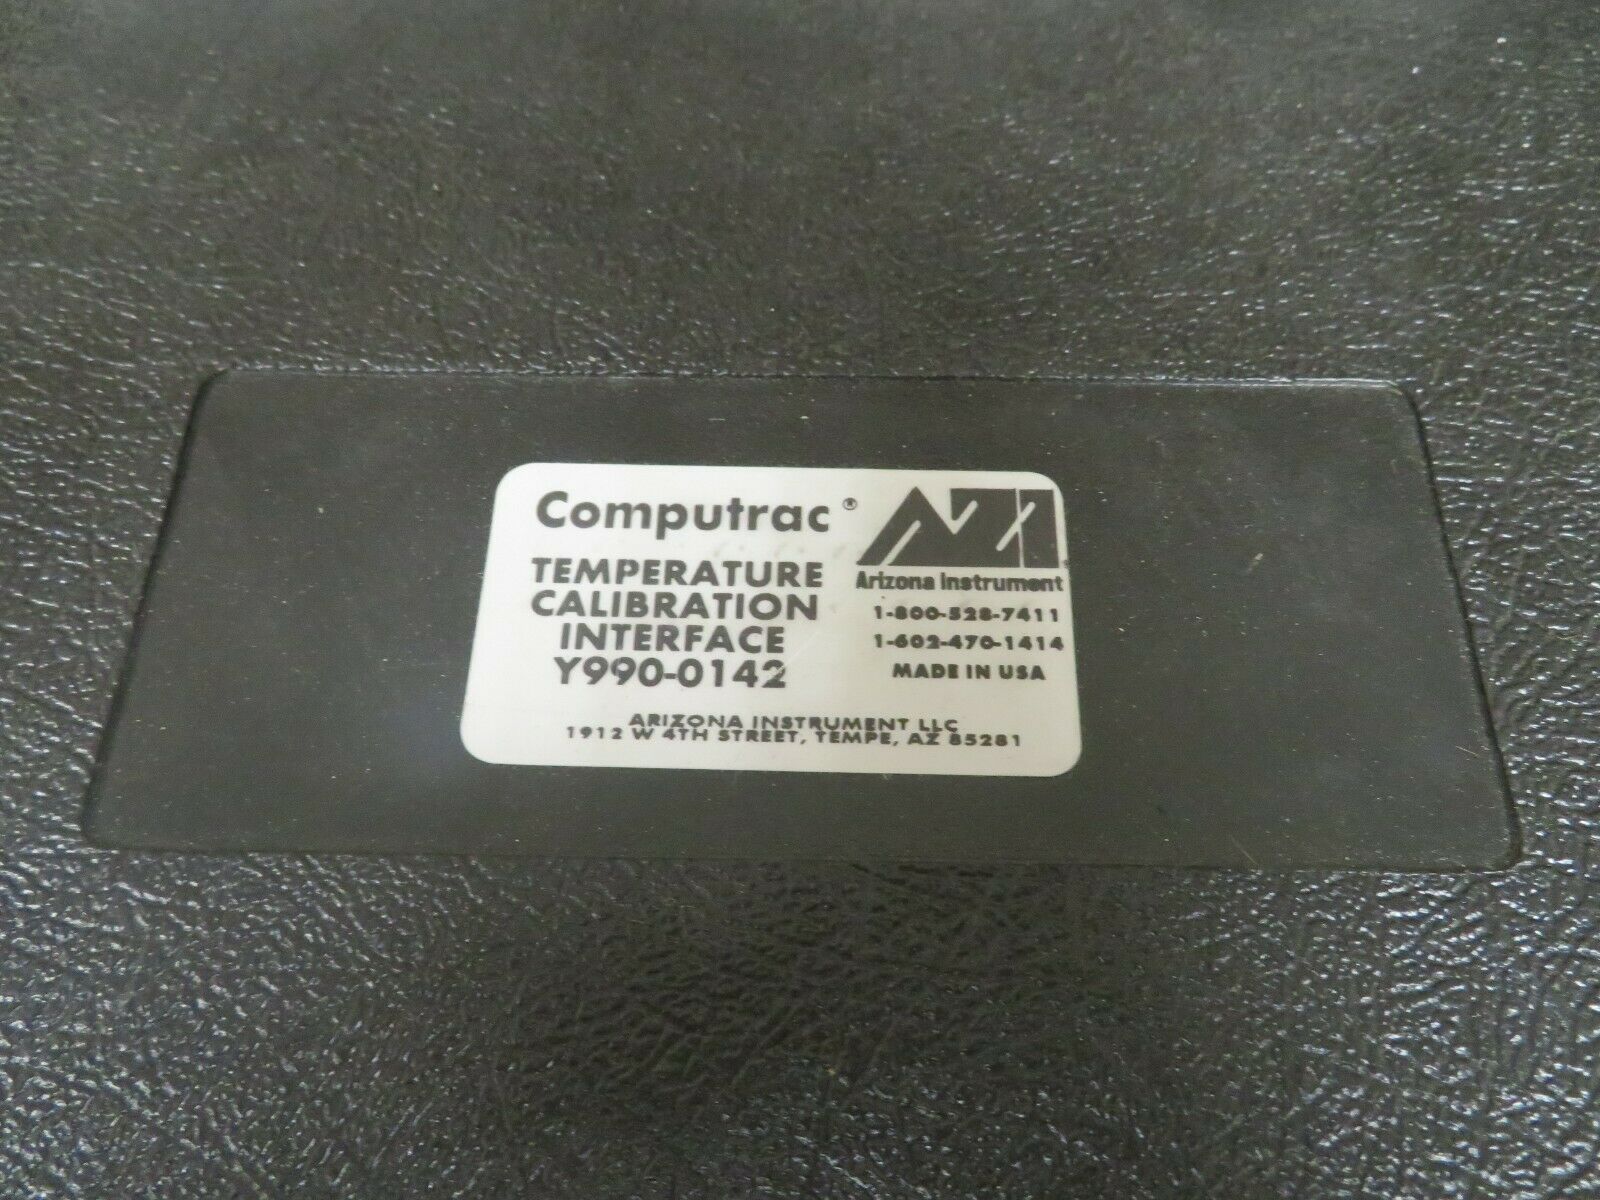 Computrac®
TEMPERATURE
CALIBRATION
INTERFACE
Y990-0142
AZI
Arizona Instrument
1-800-528-7411
1-602-470-1414
MADE IN USA
ARIZONA INSTRUMENT LLC
1912 W 4TH STREET, TEMPE, AZ 85281